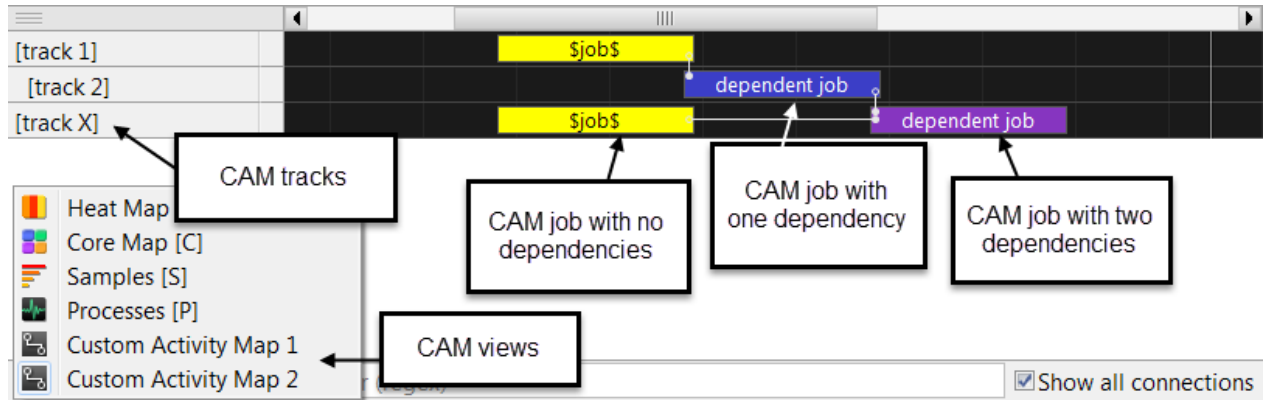 [track 1]
$job$
[track 2]
dependent job
[track X]
$job$
dependent job
CAM tracks
CAM job with no
dependencies
CAM job with
one dependency
CAM job with two
dependencies
Heat Map
Core Map [C]
Samples [S]
Processes [P]
Custom Activity Map 1
Custom Activity Map 2
CAM views
(regex)
Show all connections